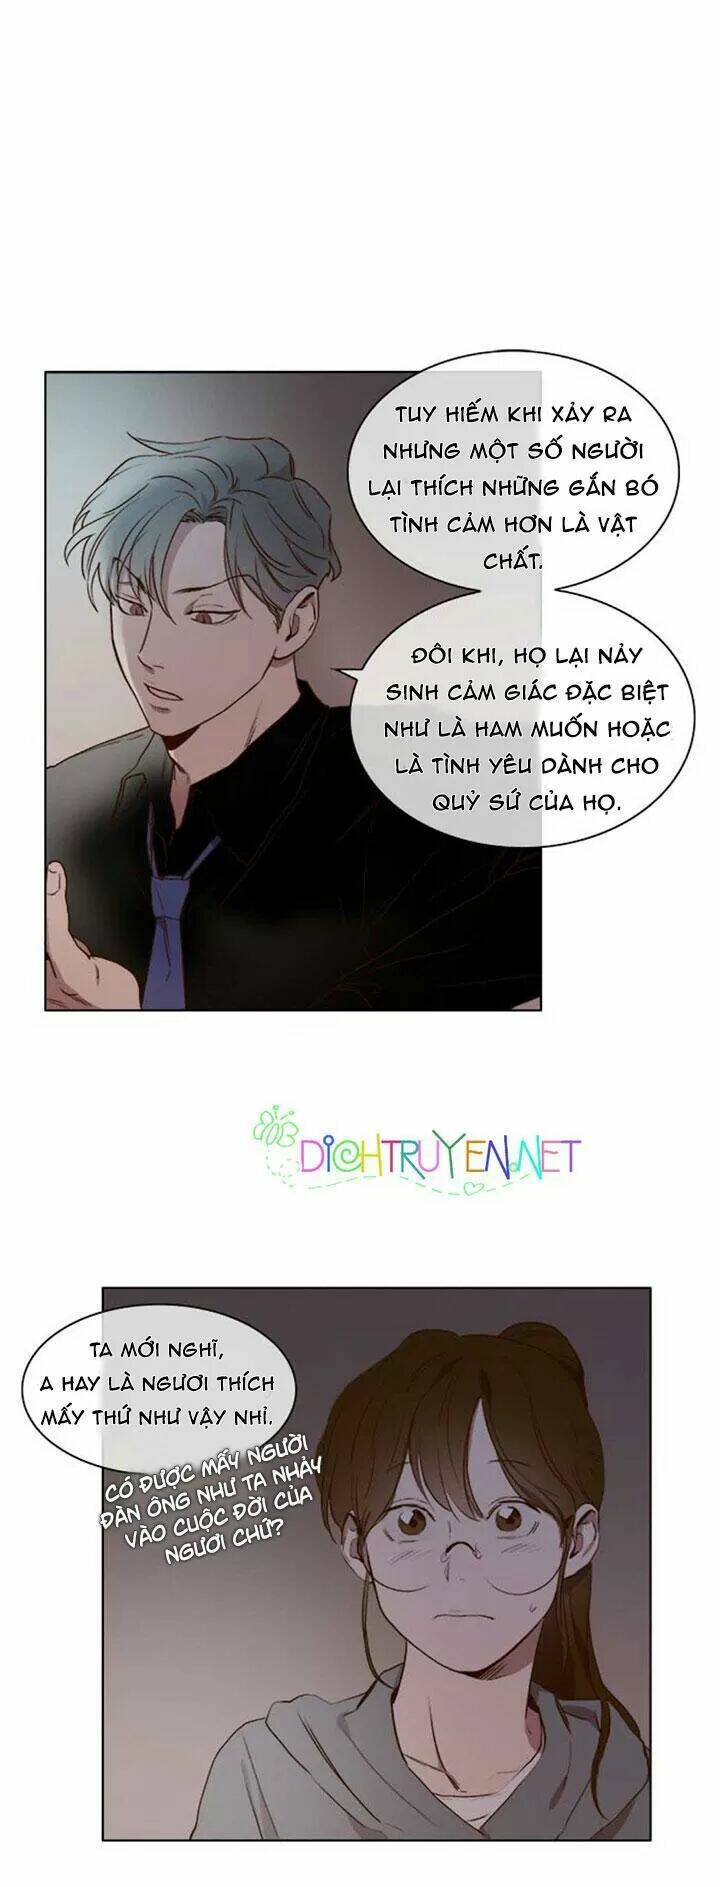 TUY HIẾM KHI XẢY RA
NHƯNG MỘT SỐ NGƯỜI
LẠI THÍCH NHỮNG GẮN BÓ
TÌNH CẢM HƠN LÀ VẬT
CHẤT.
ĐÔI KHI, HỌ LẠI NẢY
SINH CẢM GIÁC ĐẶC BIỆT
NHƯ LÀ HAM MUỐN HOẶC
LÀ TÌNH YÊU DÀNH CHO
QUỶ SỨ CỦA HỌ.
DICHTRUYEN.NET
TA MỚI NGHĨ,
A HAY LÀ NGƯƠI THÍCH
MẤY THỨ NHƯ VẬY NHỈ.
CÓ ĐƯỢC MẤY NGƯỜI
ĐÀN ÔNG NHƯ TA NHẢY
VÀO CUỘC ĐỜI CỦA
NGƯƠI CHỨ?